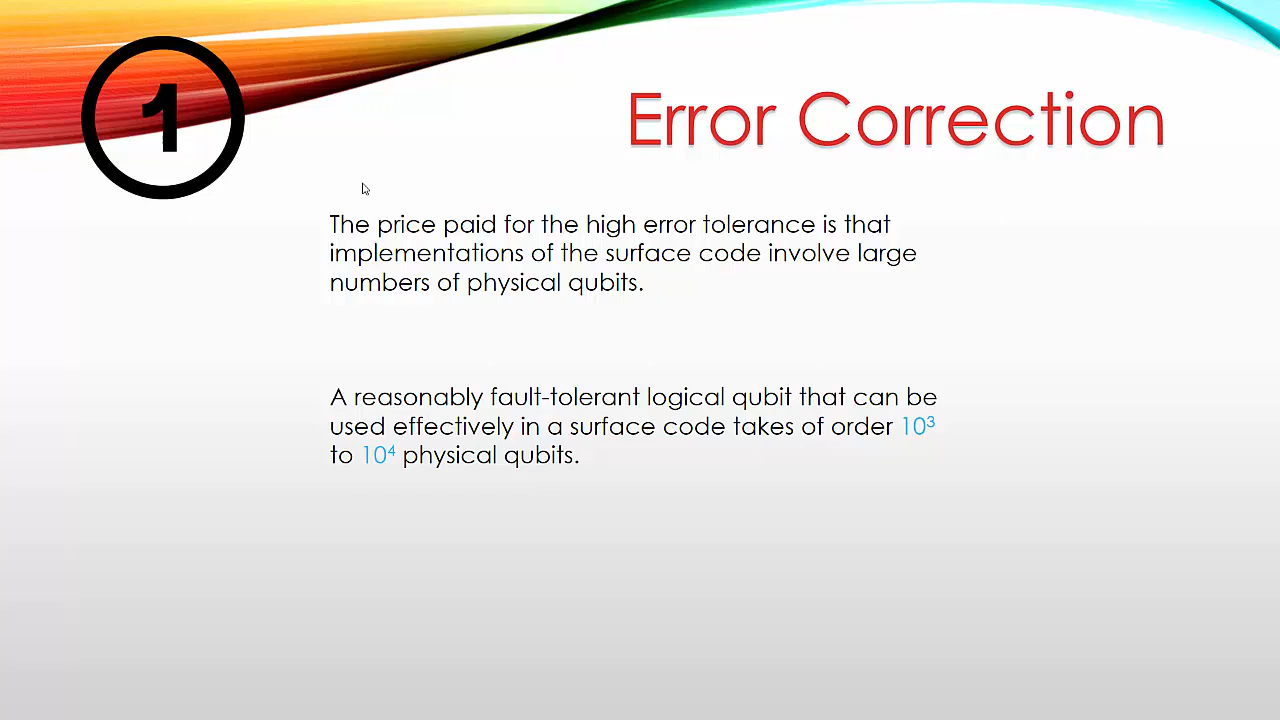 1
Error Correction
The price paid for the high error tolerance is that
implementations of the surface code involve large
numbers of physical qubits.
A reasonably fault-tolerant logical qubit that can be
used effectively in a surface code takes of order 10³
to 10⁴ physical qubits.